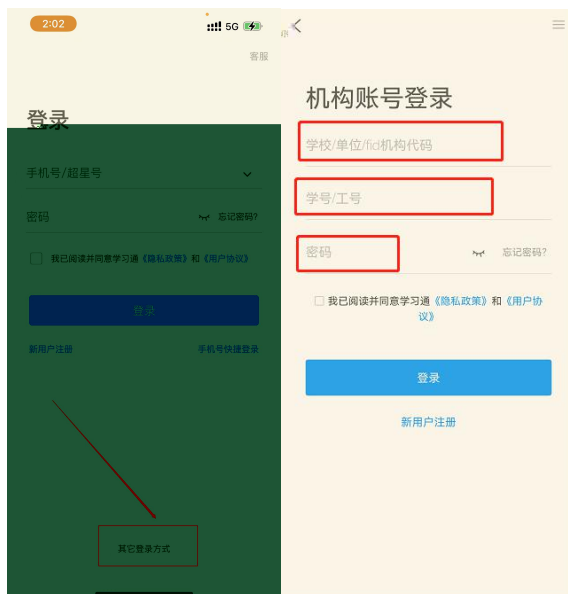 2:02
5G
客服
登录
手机号/超星号
密码
忘记密码?
我已阅读并同意学习通《隐私政策》和《用户协议》
登录
新用户注册
手机号快捷登录
其它登录方式
机构账号登录
学校/单位/fid机构代码
学号/工号
密码
忘记密码?
我已阅读并同意学习通《隐私政策》和《用户协
议》
登录
新用户注册